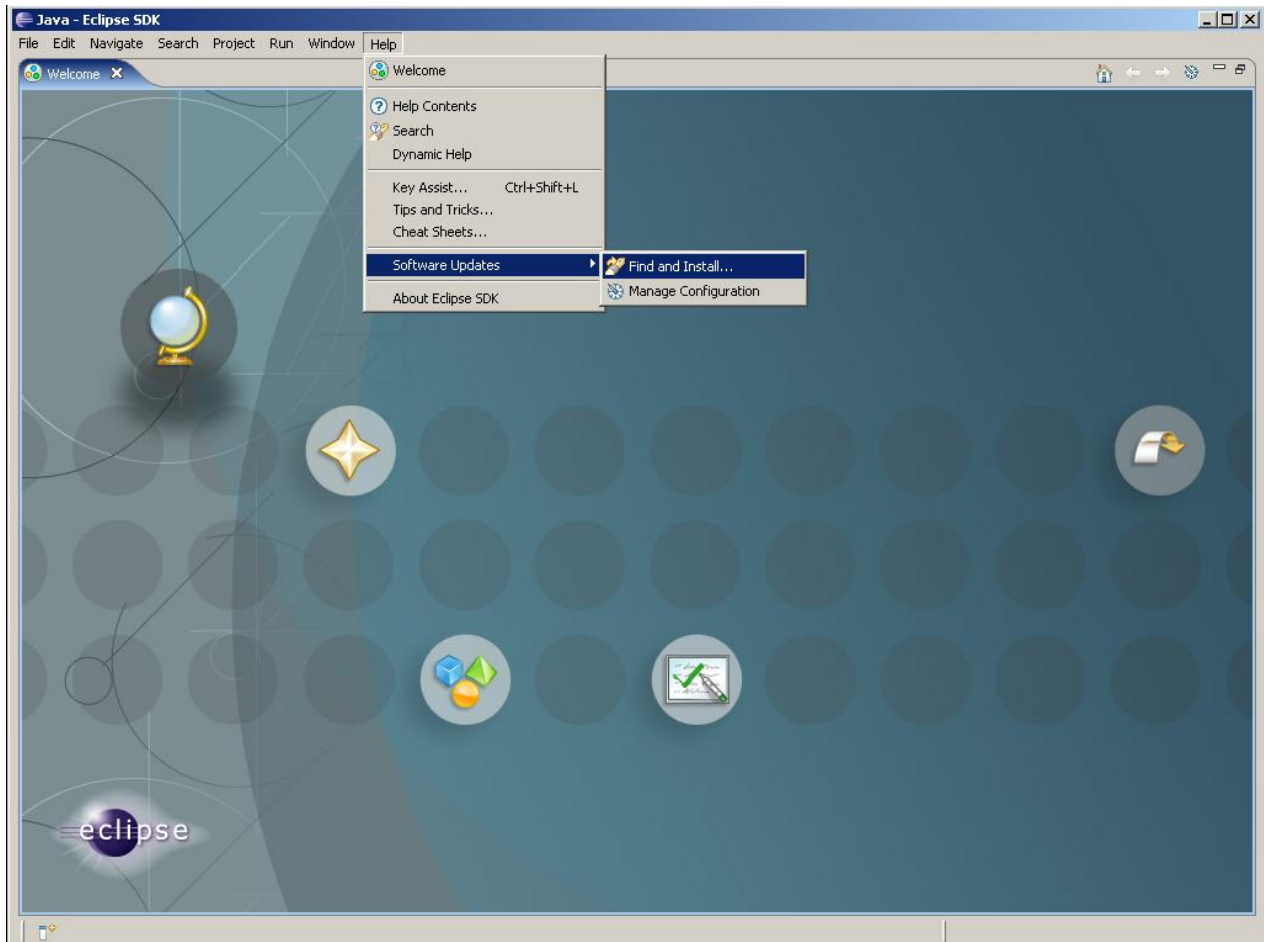 Java - Eclipse SDK
File Edit Navigate Search Project Run Window Help
Welcome
Welcome
Help Contents
Search
Dynamic Help
Key Assist... Ctrl+Shift+L
Tips and Tricks...
Cheat Sheets...
Software Updates
Find and Install...
Manage Configuration
About Eclipse SDK
eclipse